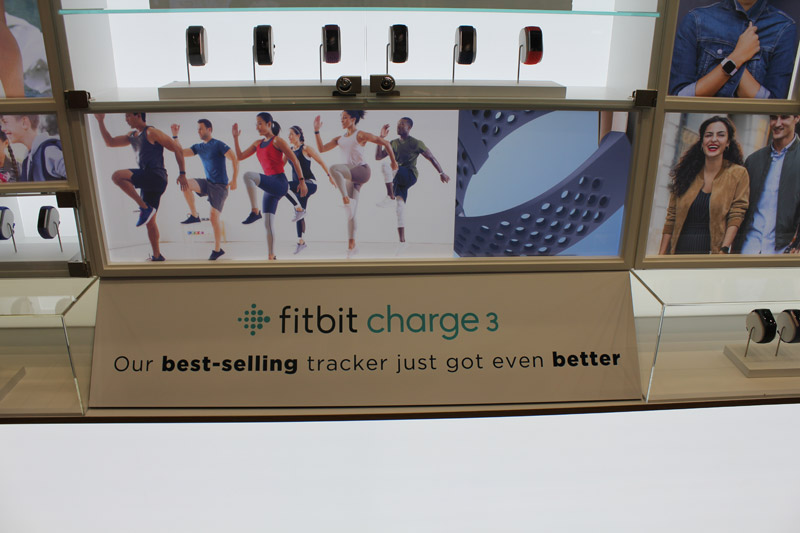 fitbit charge 3
Our best-selling tracker just got even better